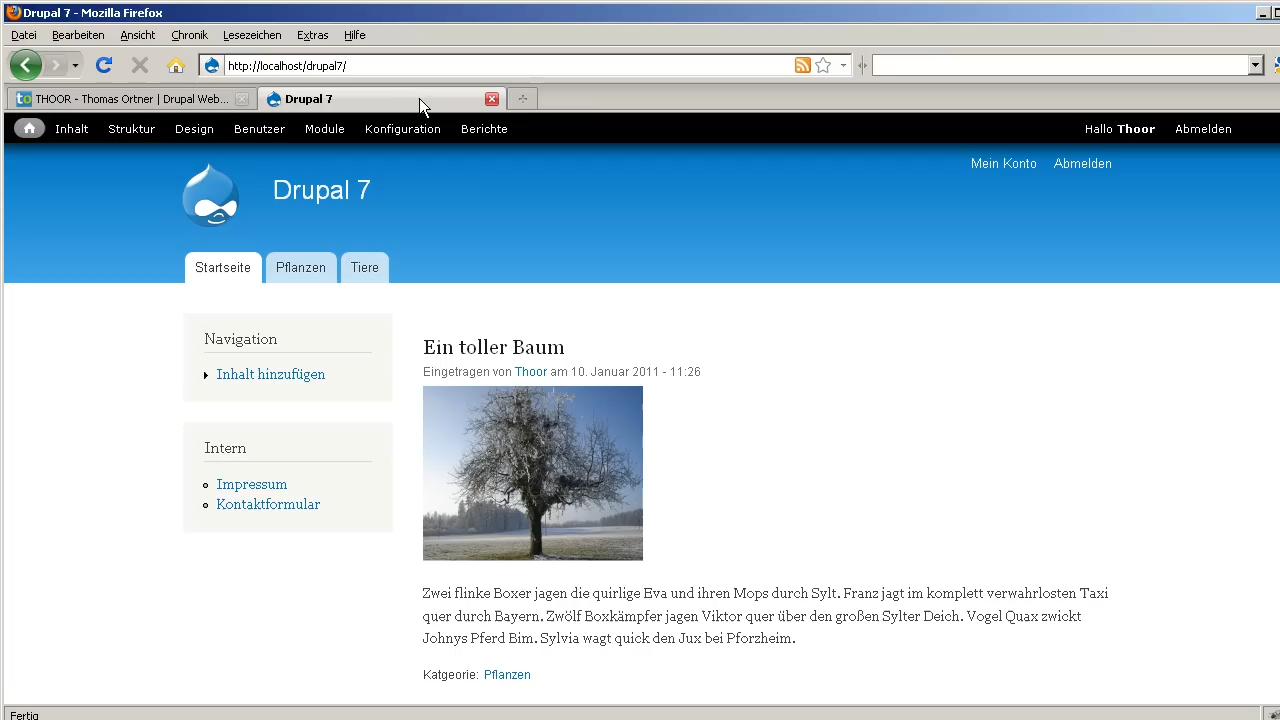 Drupal 7 - Mozilla Firefox
Datei Bearbeiten Ansicht Chronik Lesezeichen Extras Hilfe
http://localhost/drupal7/
to THOOR - Thomas Ortner | Drupal Web... Drupal 7
Inhalt Struktur Design Benutzer Module Konfiguration Berichte Hallo Thoor Abmelden
Mein Konto Abmelden
Drupal 7
Startseite Pflanzen Tiere
Navigation
Inhalt hinzufügen
Intern
Impressum
Kontaktformular
Ein toller Baum
Eingetragen von Thoor am 10. Januar 2011 - 11:26
Zwei flinke Boxer jagen die quirlige Eva und ihren Mops durch Sylt. Franz jagt im komplett verwahrlosten Taxi
quer durch Bayern. Zwölf Boxkämpfer jagen Viktor quer über den großen Sylter Deich. Vogel Quax zwickt
Johnys Pferd Bim. Sylvia wagt quick den Jux bei Pforzheim.
Katgeorie: Pflanzen
Fertig